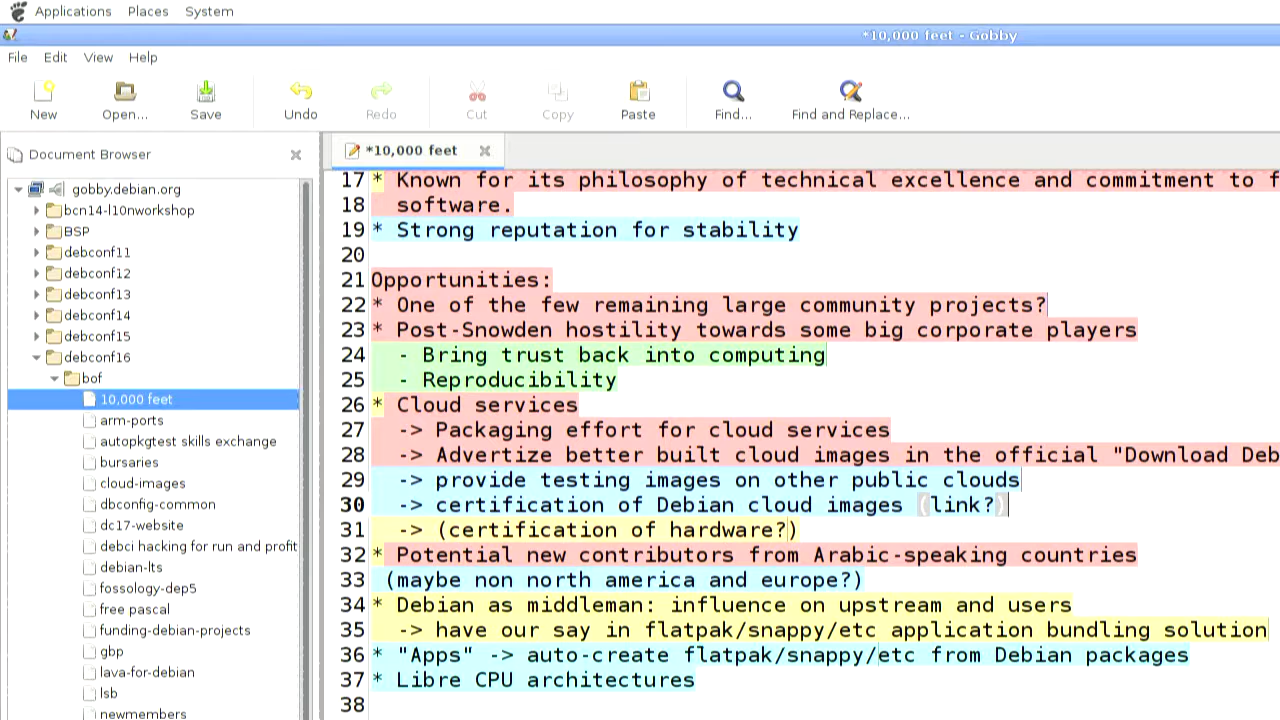 Applications Places System
*10,000 feet - Gobby
File Edit View Help
New Open... Save Undo Redo Cut Copy Paste Find... Find and Replace...
Document Browser
*10,000 feet
gobby.debian.org
bcn14-l10nworkshop
BSP
debconf11
debconf12
debconf13
debconf14
debconf15
debconf16
bof
10,000 feet
arm-ports
autopkgtest skills exchange
bursaries
cloud-images
dbconfig-common
dc17-website
debci hacking for run and profit
debian-lts
fossology-dep5
free pascal
funding-debian-projects
gbp
lava-for-debian
lsb
newmembers
17 * Known for its philosophy of technical excellence and commitment to f
18 software.
19 * Strong reputation for stability
20
21 Opportunities:
22 * One of the few remaining large community projects?
23 * Post-Snowden hostility towards some big corporate players
24 - Bring trust back into computing
25 - Reproducibility
26 * Cloud services
27 -> Packaging effort for cloud services
28 -> Advertize better built cloud images in the official "Download Deb
29 -> provide testing images on other public clouds
30 -> certification of Debian cloud images (link?)
31 -> (certification of hardware?)
32 * Potential new contributors from Arabic-speaking countries
33 (maybe non north america and europe?)
34 * Debian as middleman: influence on upstream and users
35 -> have our say in flatpak/snappy/etc application bundling solution
36 * "Apps" -> auto-create flatpak/snappy/etc from Debian packages
37 * Libre CPU architectures
38